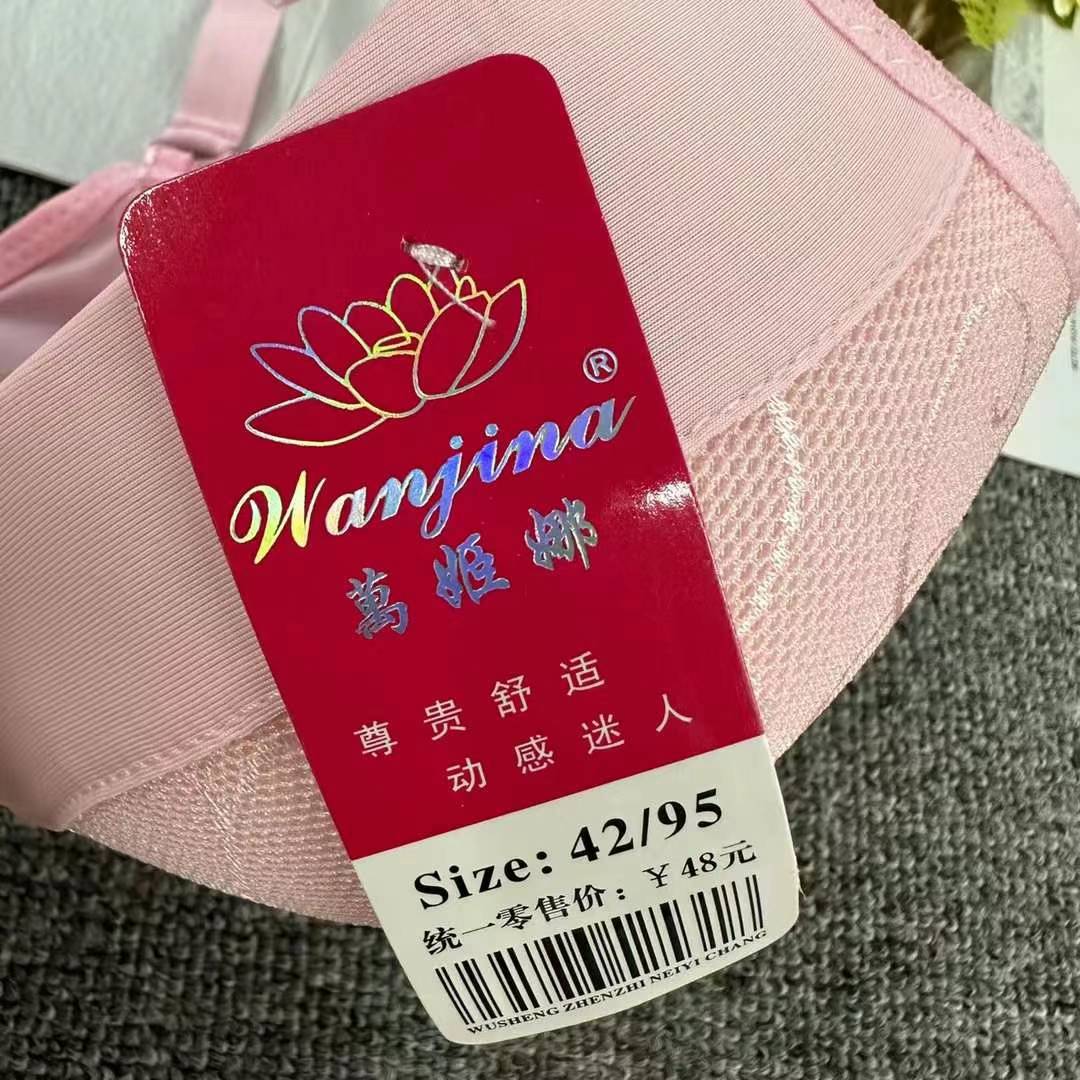 ®
Wanjina
萬姬娜
尊贵舒适
动感迷人
Size: 42/95
统一零售价: ¥48元
WUSHENG ZHENZHI NEIYI CHANG